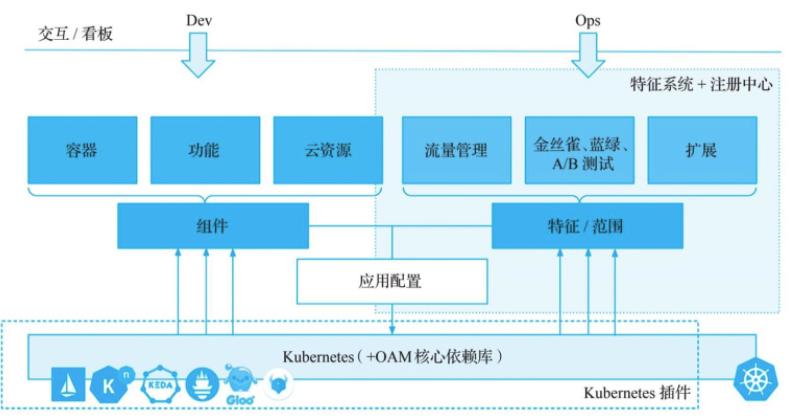 Dev
Ops
交互 / 看板
特征系统 + 注册中心
容器
功能
云资源
流量管理
金丝雀、蓝绿、
A/B 测试
扩展
组件
特征 / 范围
应用配置
Kubernetes（+OAM 核心依赖库）
K
n
KEDA
Gloo
Kubernetes 插件